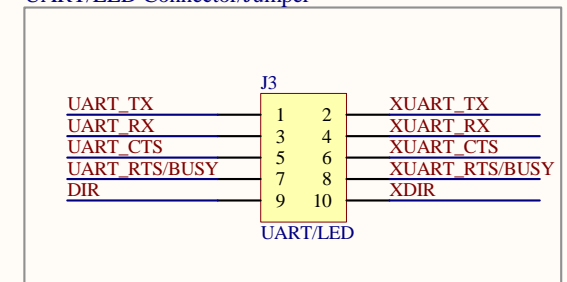 UART/LED Connector/Jumper
J3
UART_TX 1 2 XUART_TX
UART_RX 3 4 XUART_RX
UART_CTS 5 6 XUART_CTS
UART_RTS/BUSY 7 8 XUART_RTS/BUSY
DIR 9 10 XDIR
UART/LED